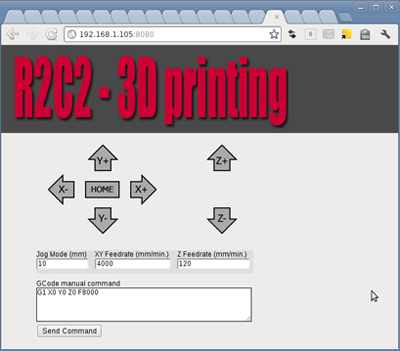 192.168.1.105:8080
R2C2 - 3D printing
Y+
Z+
X- HOME X+
Y-
Z-
Jog Mode (mm) XY Feedrate (mm/min.) Z Feedrate (mm/min.)
10 4000 120
GCode manual command
G1 X0 Y0 Z0 F8000
Send Command